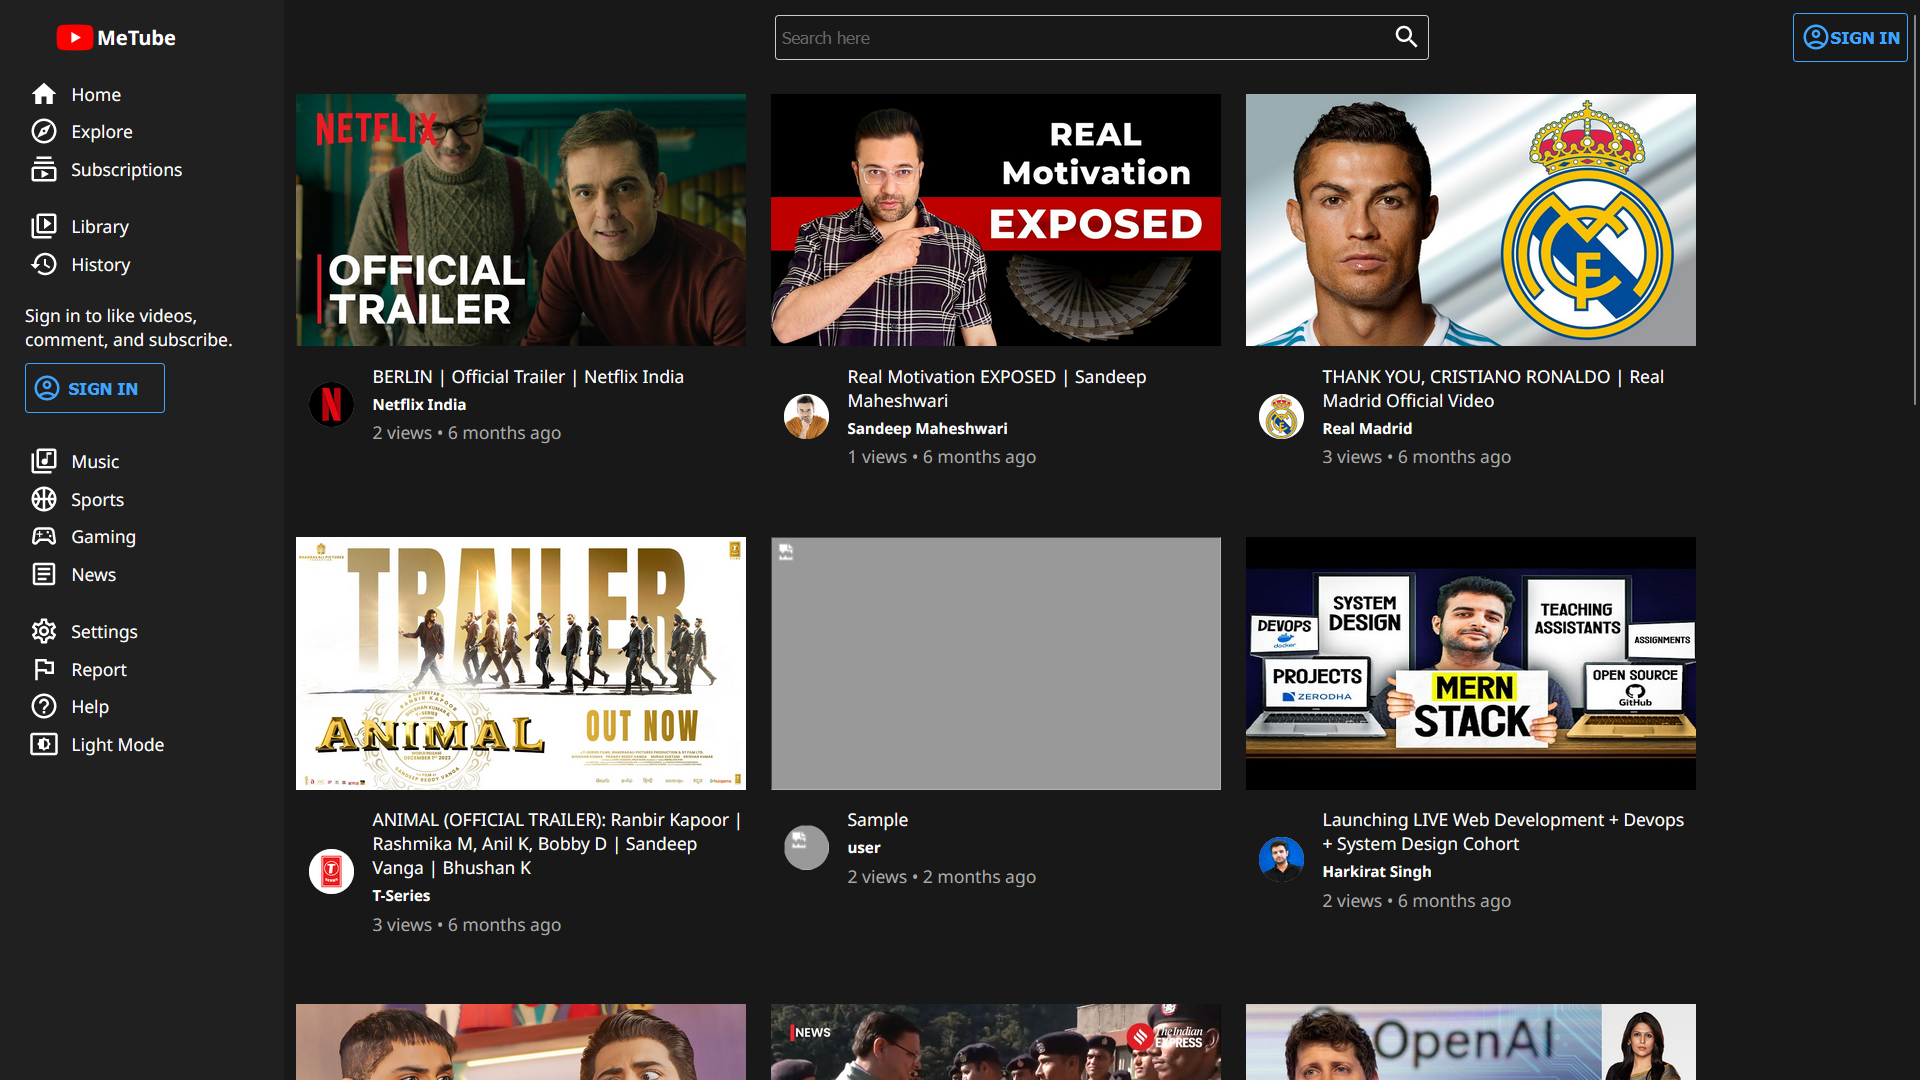 MeTube
Search here
SIGN IN
Home
Explore
Subscriptions
Library
History
Sign in to like videos,
comment, and subscribe.
SIGN IN
Music
Sports
Gaming
News
Settings
Report
Help
Light Mode
NETFLIX
OFFICIAL
TRAILER
BERLIN | Official Trailer | Netflix India
Netflix India
2 views • 6 months ago
REAL
Motivation
EXPOSED
Real Motivation EXPOSED | Sandeep
Maheshwari
Sandeep Maheshwari
1 views • 6 months ago
THANK YOU, CRISTIANO RONALDO | Real
Madrid Official Video
Real Madrid
3 views • 6 months ago
TRAILER
ANIMAL
OUT NOW
ANIMAL (OFFICIAL TRAILER): Ranbir Kapoor |
Rashmika M, Anil K, Bobby D | Sandeep
Vanga | Bhushan K
T-Series
3 views • 6 months ago
Sample
user
2 views • 2 months ago
SYSTEM
DESIGN
TEACHING
ASSISTANTS
DEVOPS
docker
ASSIGNMENTS
PROJECTS
ZERODHA
OPEN SOURCE
GitHub
MERN
STACK
Launching LIVE Web Development + Devops
+ System Design Cohort
Harkirat Singh
2 views • 6 months ago
NEWS
The Indian
EXPRESS
OpenAI